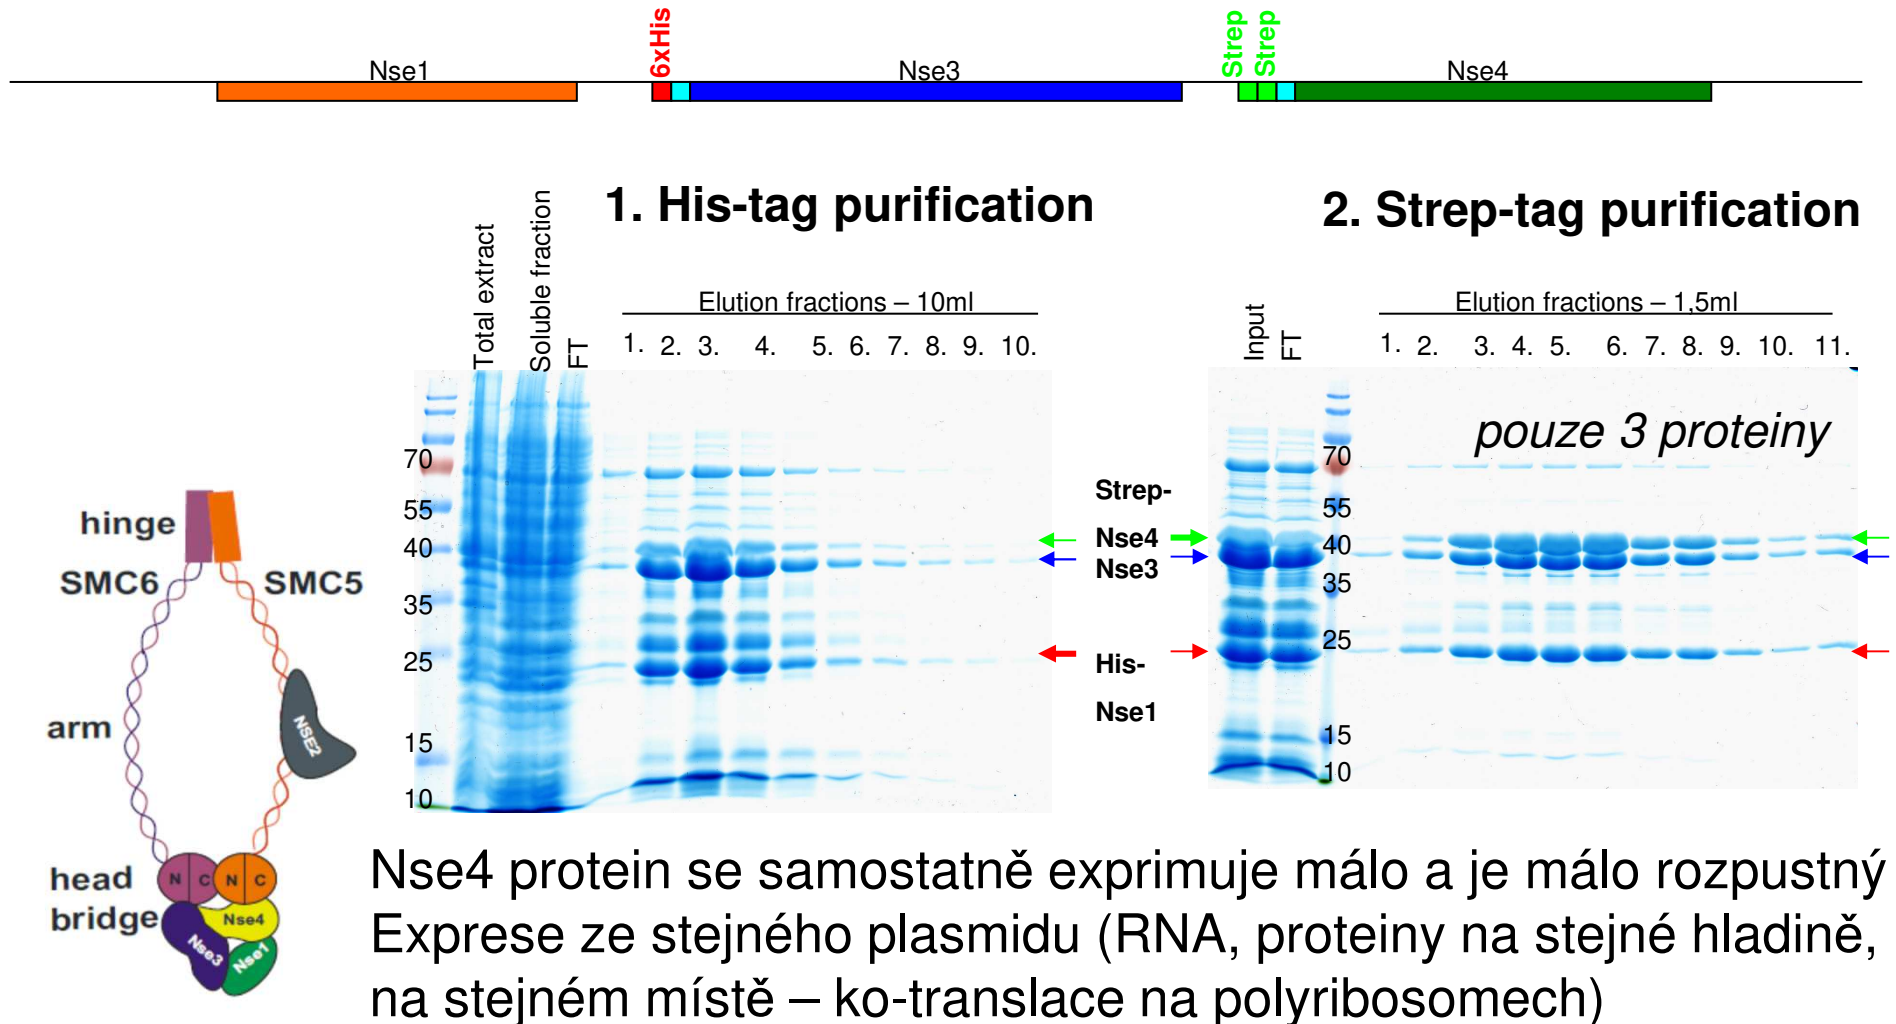 Nse1
6xHis
Nse3
Strep
Strep
Nse4
1. His-tag purification
2. Strep-tag purification
Total extract
Soluble fraction
FT
Elution fractions – 10ml
1. 2. 3. 4. 5. 6. 7. 8. 9. 10.
Input
FT
Elution fractions – 1,5ml
1. 2. 3. 4. 5. 6. 7. 8. 9. 10. 11.
pouze 3 proteiny
70
55
40
35
25
15
10
Strep-
Nse4
Nse3
His-
Nse1
70
55
40
35
25
15
10
hinge
SMC6
SMC5
arm
NSE2
head
N C N C
bridge
Nse4
Nse3
Nse1
Nse4 protein se samostatně exprimuje málo a je málo rozpustný
Exprese ze stejného plasmidu (RNA, proteiny na stejné hladině,
na stejném místě – ko-translace na polyribosomech)